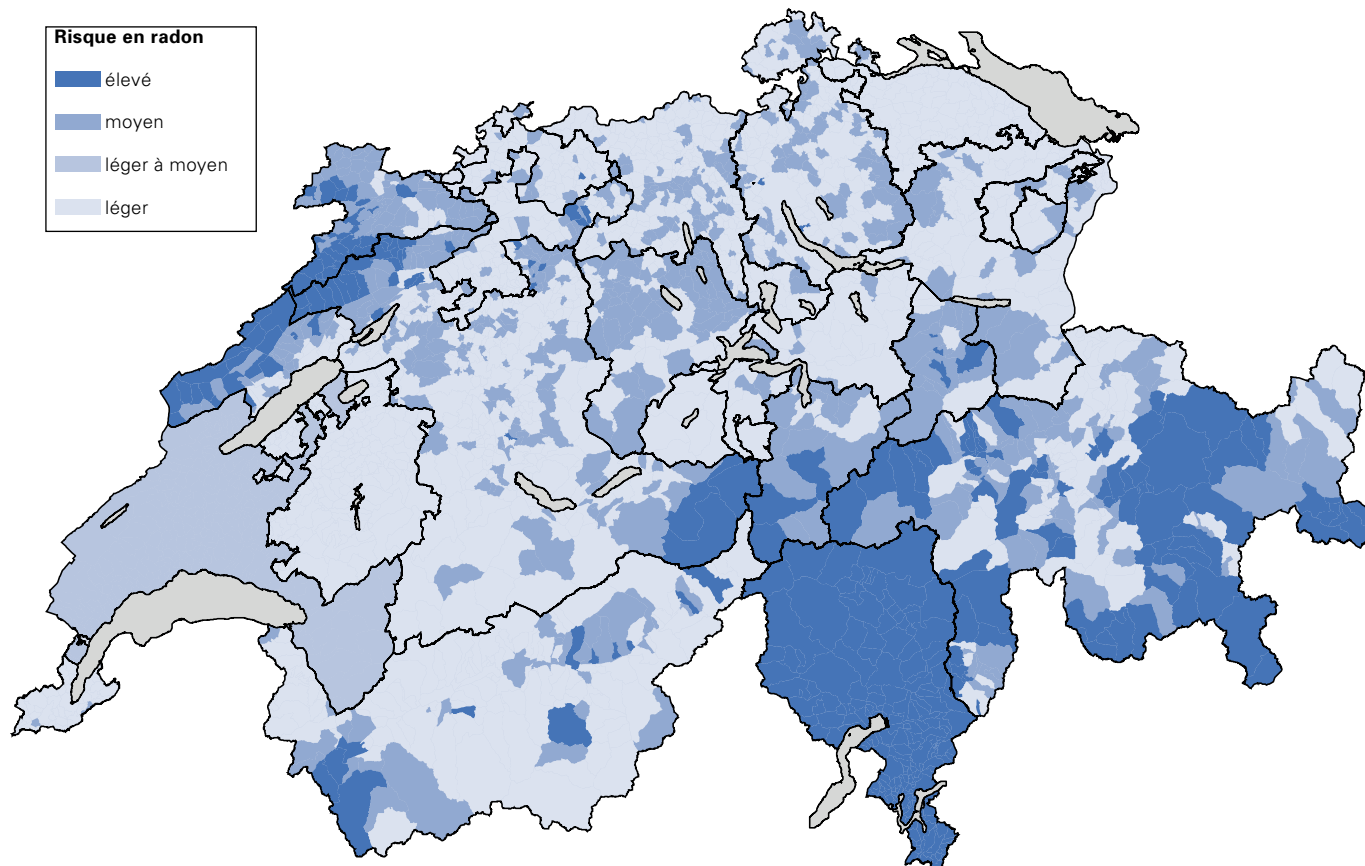 Risque en radon
élevé
moyen
léger à moyen
léger